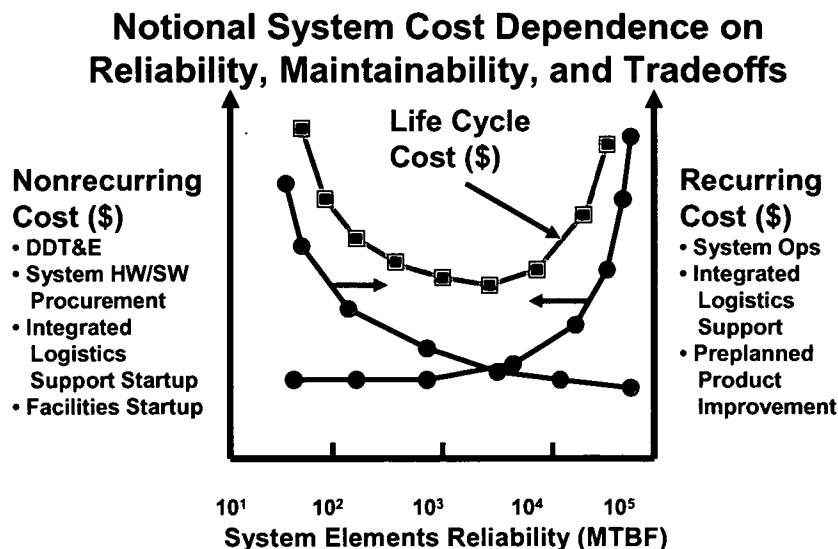 Notional System Cost Dependence on
Reliability, Maintainability, and Tradeoffs
Life Cycle
Cost ($)
Nonrecurring
Cost ($)
• DDT&E
• System HW/SW
Procurement
• Integrated
Logistics
Support Startup
• Facilities Startup
Recurring
Cost ($)
• System Ops
• Integrated
Logistics
Support
• Preplanned
Product
Improvement
10¹ 10² 10³ 10⁴ 10⁵
System Elements Reliability (MTBF)